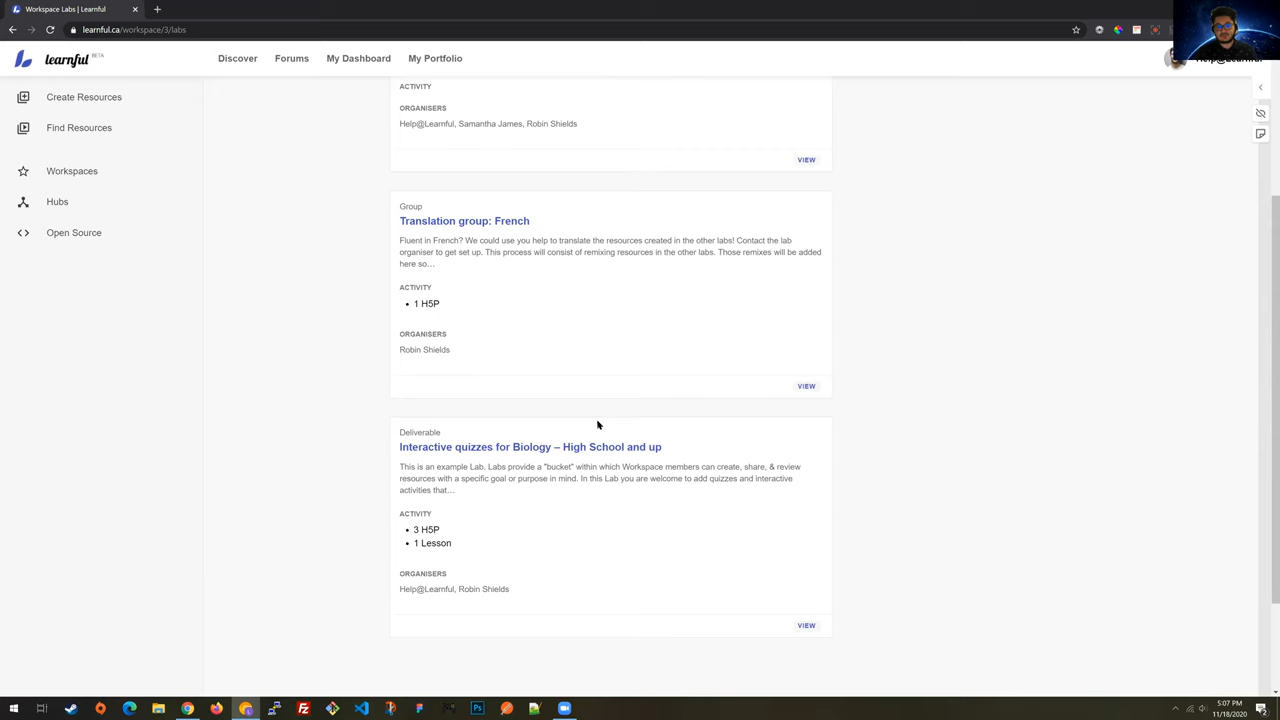 Workspace Labs | Learnful
learnful.ca/workspace/3/labs
learnful BETA
Discover Forums My Dashboard My Portfolio
Help@Learnful
Create Resources
Find Resources
Workspaces
Hubs
Open Source
ACTIVITY
ORGANISERS
Help@Learnful, Samantha James, Robin Shields
VIEW
Group
Translation group: French
Fluent in French? We could use you help to translate the resources created in the other labs! Contact the lab
organiser to get set up. This process will consist of remixing resources in the other labs. Those remixes will be added
here so…
ACTIVITY
• 1 H5P
ORGANISERS
Robin Shields
VIEW
Deliverable
Interactive quizzes for Biology – High School and up
This is an example Lab. Labs provide a "bucket" within which Workspace members can create, share, & review
resources with a specific goal or purpose in mind. In this Lab you are welcome to add quizzes and interactive
activities that…
ACTIVITY
• 3 H5P
• 1 Lesson
ORGANISERS
Help@Learnful, Robin Shields
VIEW
Ps
5:07 PM
11/18/2020
2